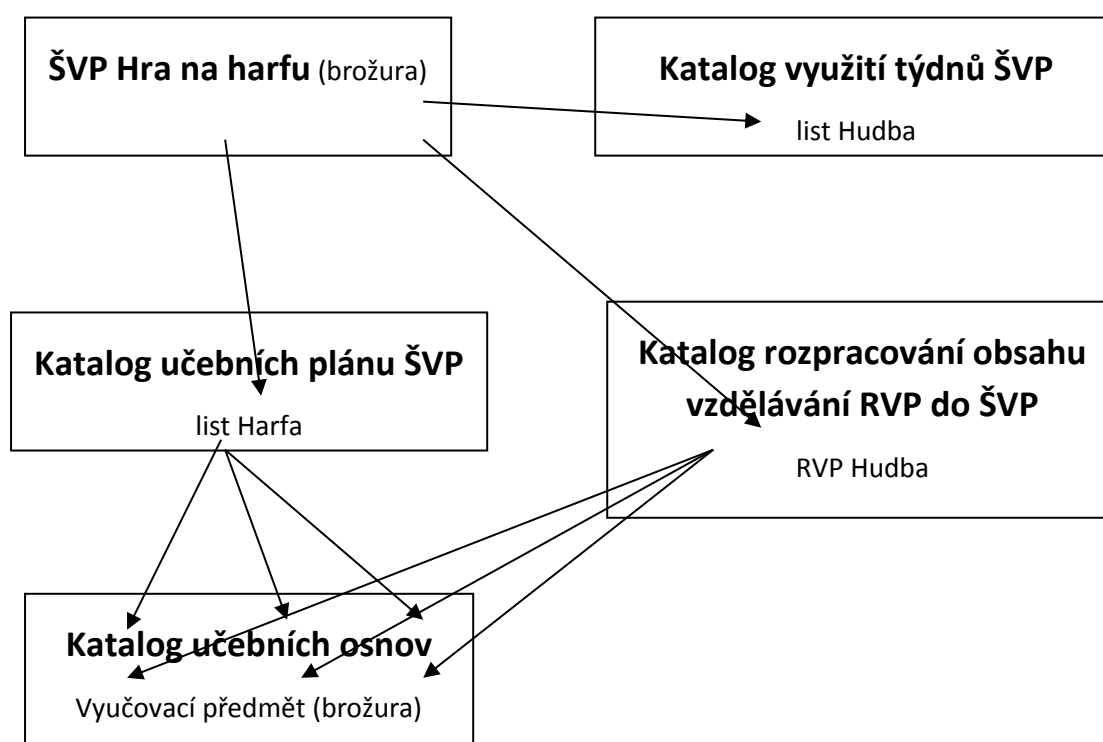 ŠVP Hra na harfu (brožura)
Katalog využití týdnů ŠVP
list Hudba
Katalog učebních plánu ŠVP
list Harfa
Katalog rozpracování obsahu
vzdělávání RVP do ŠVP
RVP Hudba
Katalog učebních osnov
Vyučovací předmět (brožura)